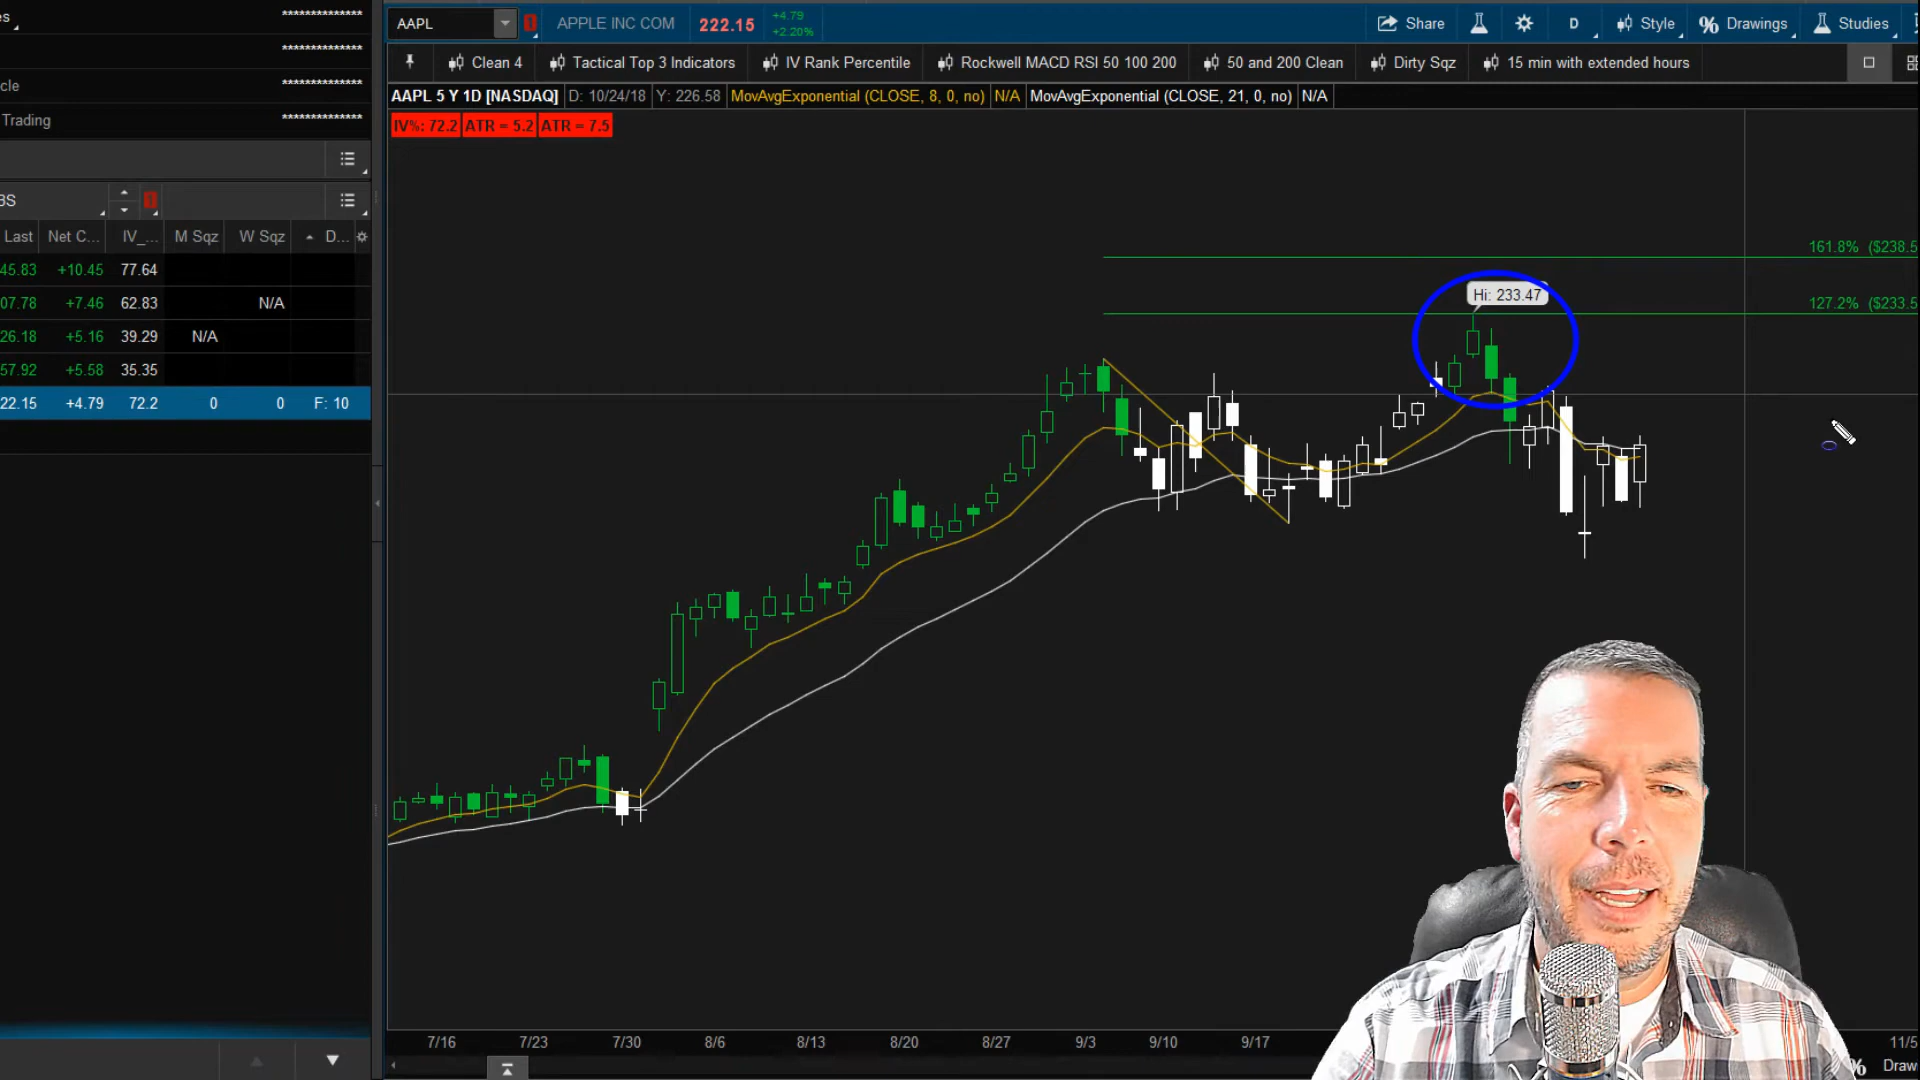 s
**************
**************
cle **************
Trading **************
BS
Last Net C... IV_... M Sqz W Sqz D...
45.83 +10.45 77.64
07.78 +7.46 62.83 N/A
26.18 +5.16 39.29 N/A
57.92 +5.58 35.35
22.15 +4.79 72.2 0 0 F: 10
AAPL APPLE INC COM 222.15 +4.79 Share D Style Drawings Studies
+2.20%
Clean 4 Tactical Top 3 Indicators IV Rank Percentile Rockwell MACD RSI 50 100 200 50 and 200 Clean Dirty Sqz 15 min with extended hours
AAPL 5 Y 1D [NASDAQ] D: 10/24/18 Y: 226.58 MovAvgExponential (CLOSE, 8, 0, no) N/A MovAvgExponential (CLOSE, 21, 0, no) N/A
IV%: 72.2 ATR = 5.2 ATR = 7.5
161.8% ($238.5
Hi: 233.47
127.2% ($233.5
7/16 7/23 7/30 8/6 8/13 8/20 8/27 9/3 9/10 9/17 11/5
% Draw